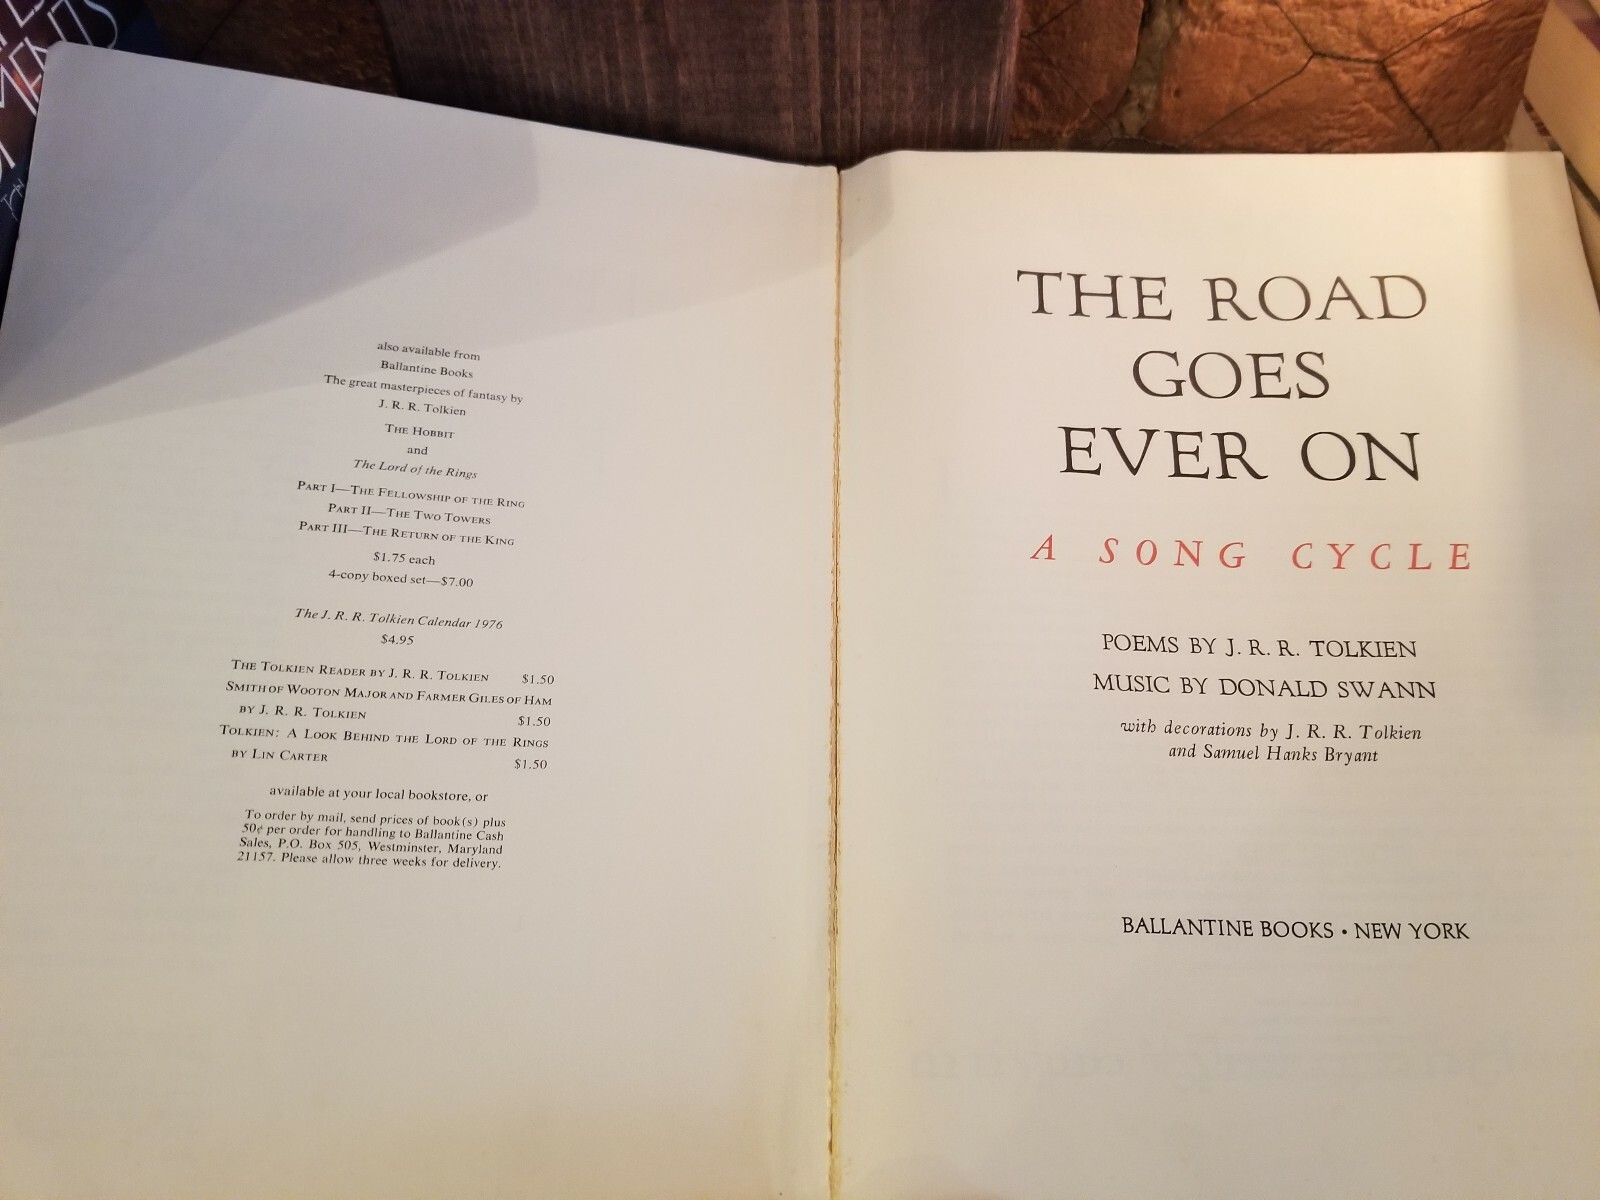 also available from
Ballantine Books
The great masterpieces of fantasy by
J. R. R. Tolkien
THE HOBBIT
and
The Lord of the Rings
PART I—THE FELLOWSHIP OF THE RING
PART II—THE TWO TOWERS
PART III—THE RETURN OF THE KING
$1.75 each
4-copy boxed set—$7.00
The J. R. R. Tolkien Calendar 1976
$4.95
THE TOLKIEN READER BY J. R. R. TOLKIEN $1.50
SMITH OF WOOTON MAJOR AND FARMER GILES OF HAM
BY J. R. R. TOLKIEN $1.50
TOLKIEN: A LOOK BEHIND THE LORD OF THE RINGS
BY LIN CARTER $1.50
available at your local bookstore, or
To order by mail, send prices of book(s) plus
50¢ per order for handling to Ballantine Cash
Sales, P.O. Box 505, Westminster, Maryland
21157. Please allow three weeks for delivery.
THE ROAD
GOES
EVER ON
A SONG CYCLE
POEMS BY J. R. R. TOLKIEN
MUSIC BY DONALD SWANN
with decorations by J. R. R. Tolkien
and Samuel Hanks Bryant
BALLANTINE BOOKS • NEW YORK